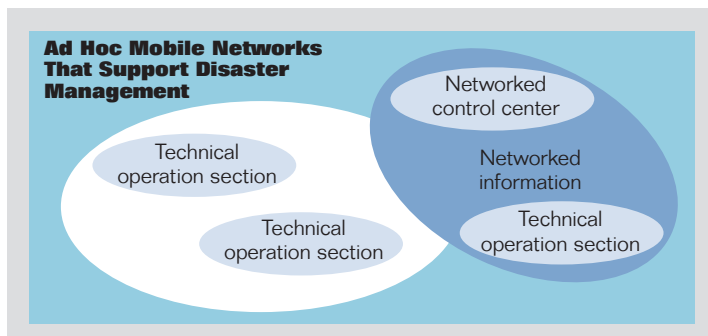 Ad Hoc Mobile Networks
That Support Disaster
Management
Networked
control center
Technical
operation section
Networked
information
Technical
operation section
Technical
operation section